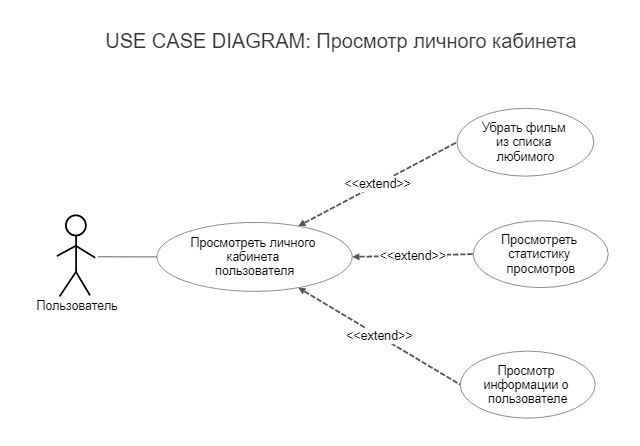 USE CASE DIAGRAM: Просмотр личного кабинета
Убрать фильм
из списка
любимого
<<extend>>
Просмотреть личного
кабинета
пользователя
<<extend>>
Просмотреть
статистику
просмотров
Пользователь
<<extend>>
Просмотр
информации о
пользователе